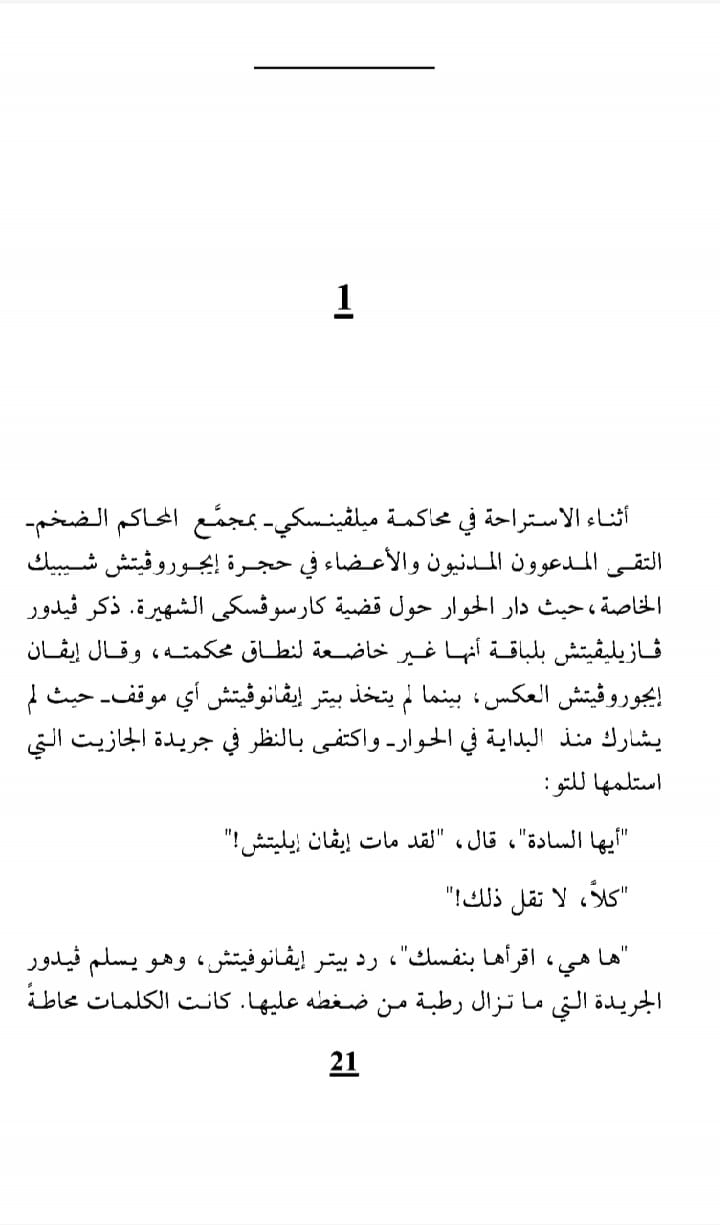 1
أثناء الاستراحة في محاكمة ميلڤينسكي- بمجمَّع المحاكم الضخم-
التقى المدعوون المدنيون والأعضاء في حجرة إيجوروڤيتش شيبيك
الخاصة، حيث دار الحوار حول قضية كارسوڤسكى الشهيرة. ذكر ڤيدور
ڤازيليڤيتش بلباقة أنها غير خاضعة لنطاق محكمته، وقال إيڤان
إيجوروڤيتش العكس، بينما لم يتخذ بيتر إيڤانوڤيتش أي موقف- حيث لم
يشارك منذ البداية في الحوار- واكتفى بالنظر في جريدة الجازيت التي
استلمها للتو:
"أيها السادة"، قال، "لقد مات إيڤان إيليتش!"
"كلاَّ، لا تقل ذلك!"
"ها هي، اقرأها بنفسك"، رد بيتر إيڤانوفيتش، وهو يسلم ڤيدور
الجريدة التي ما تزال رطبة من ضغطه عليها. كانت الكلمات محاطةً
21